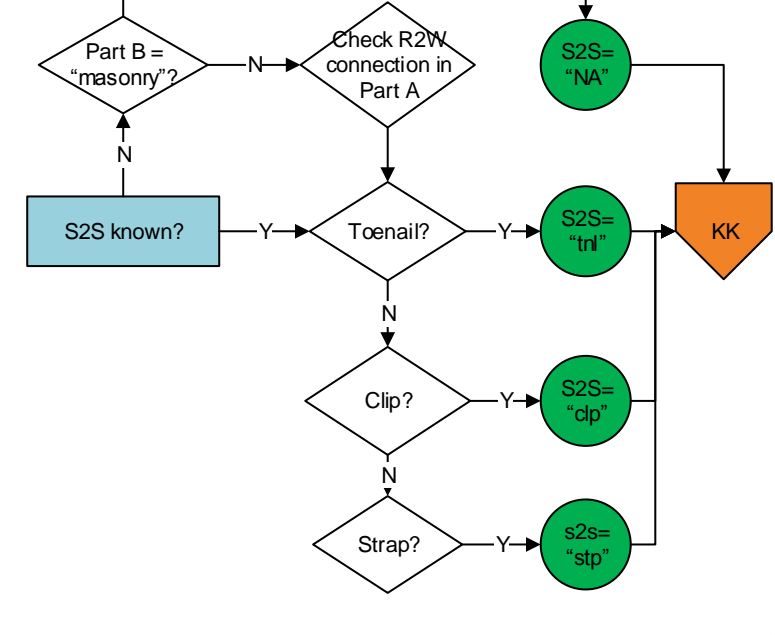 Part B =
“masonry”?
N
Check R2W
connection in
Part A
S2S=
“NA”
N
S2S known?
Y
Toenail?
Y
S2S=
“tnl”
KK
N
Clip?
Y
S2S=
“clp”
N
Strap?
Y
s2s=
“stp”